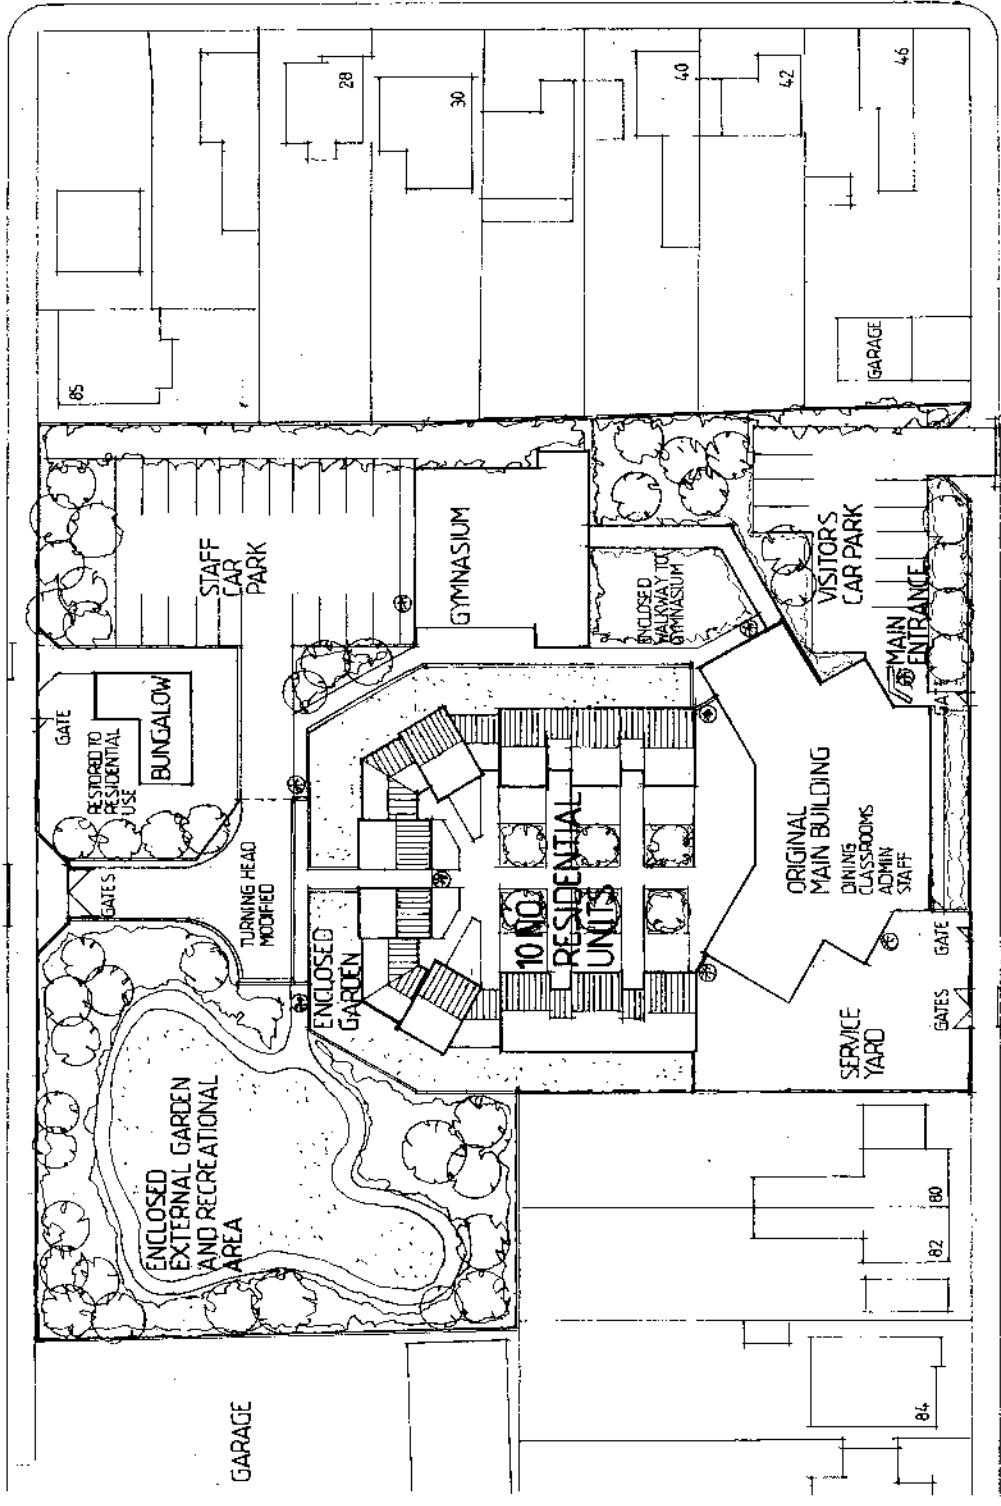 85
28
30
40
42
46
GARAGE
STAFF
CAR
PARK
GYMNASIUM
ENCLOSED
WALKWAY TO
GYMNASIUM
VISITORS
CAR PARK
MAIN
ENTRANCE
GATE
GATE
RESTORED TO
RESIDENTIAL
USE
BUNGALOW
GATES
TURNING HEAD
MODIFIED
ENCLOSED
GARDEN
10 NO.
RESIDENTIAL
UNITS
ORIGINAL
MAIN BUILDING
DINING
CLASSROOMS
ADMIN
STAFF
GATE
GATES
SERVICE
YARD
ENCLOSED
EXTERNAL GARDEN
AND RECREATIONAL
AREA
80
82
84
GARAGE